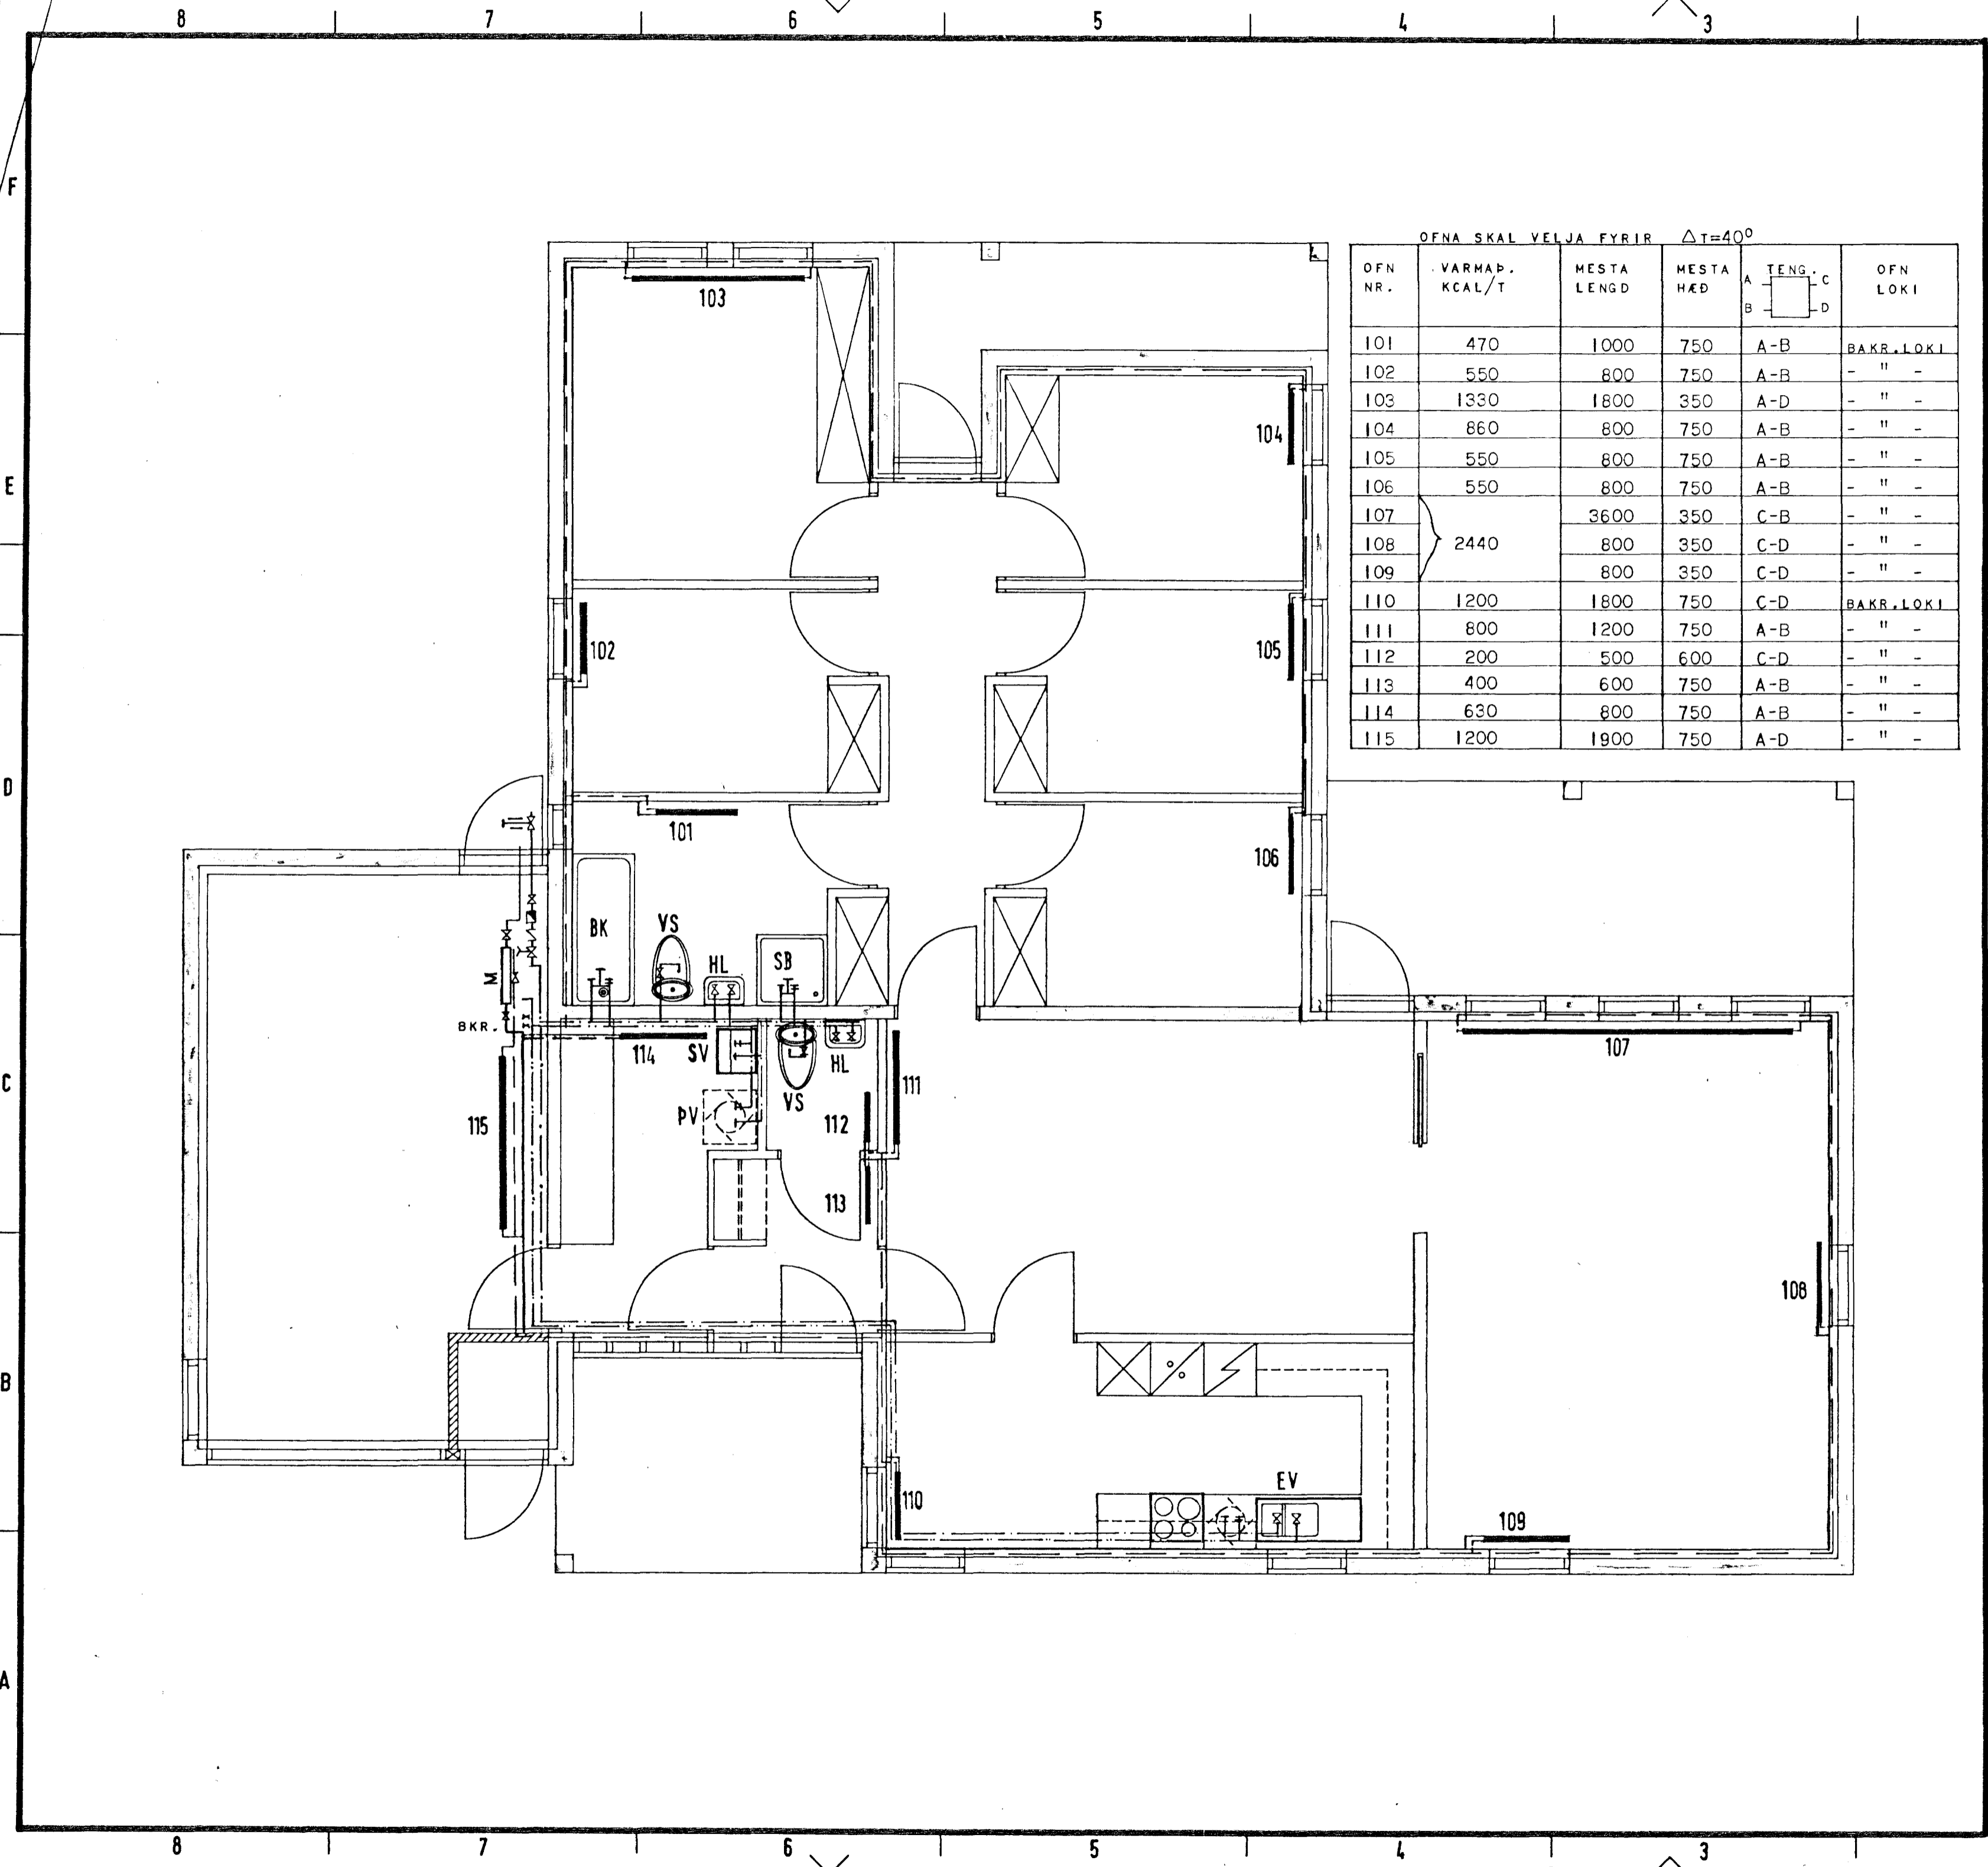 8 7 6 5 4 3
F
OFNA SKAL VELJA FYRIR △T=40°
OFN NR. VARMAÞ. KCAL/T MESTA LENGD MESTA HÆÐ TENG. A B C D OFN LOKI
101 470 1000 750 A-B BAKR.LOKI
102 550 800 750 A-B - " -
103 1330 1800 350 A-D - " -
104 860 800 750 A-B - " -
105 550 800 750 A-B - " -
106 550 800 750 A-B - " -
107 3600 350 C-B - " -
108 2440 800 350 C-D - " -
109 800 350 C-D - " -
110 1200 1800 750 C-D BAKR.LOKI
111 800 1200 750 A-B - " -
112 200 500 600 C-D - " -
113 400 600 750 A-B - " -
114 630 800 750 A-B - " -
115 1200 1900 750 A-D - " -
103
104
E
102
105
D
101
106
BK VS HL SB
M
BKR.
114 SV HL 107
C
111
ÞV VS 112
115
113
108
B
EV
110
109
A
8 7 6 5 4 3